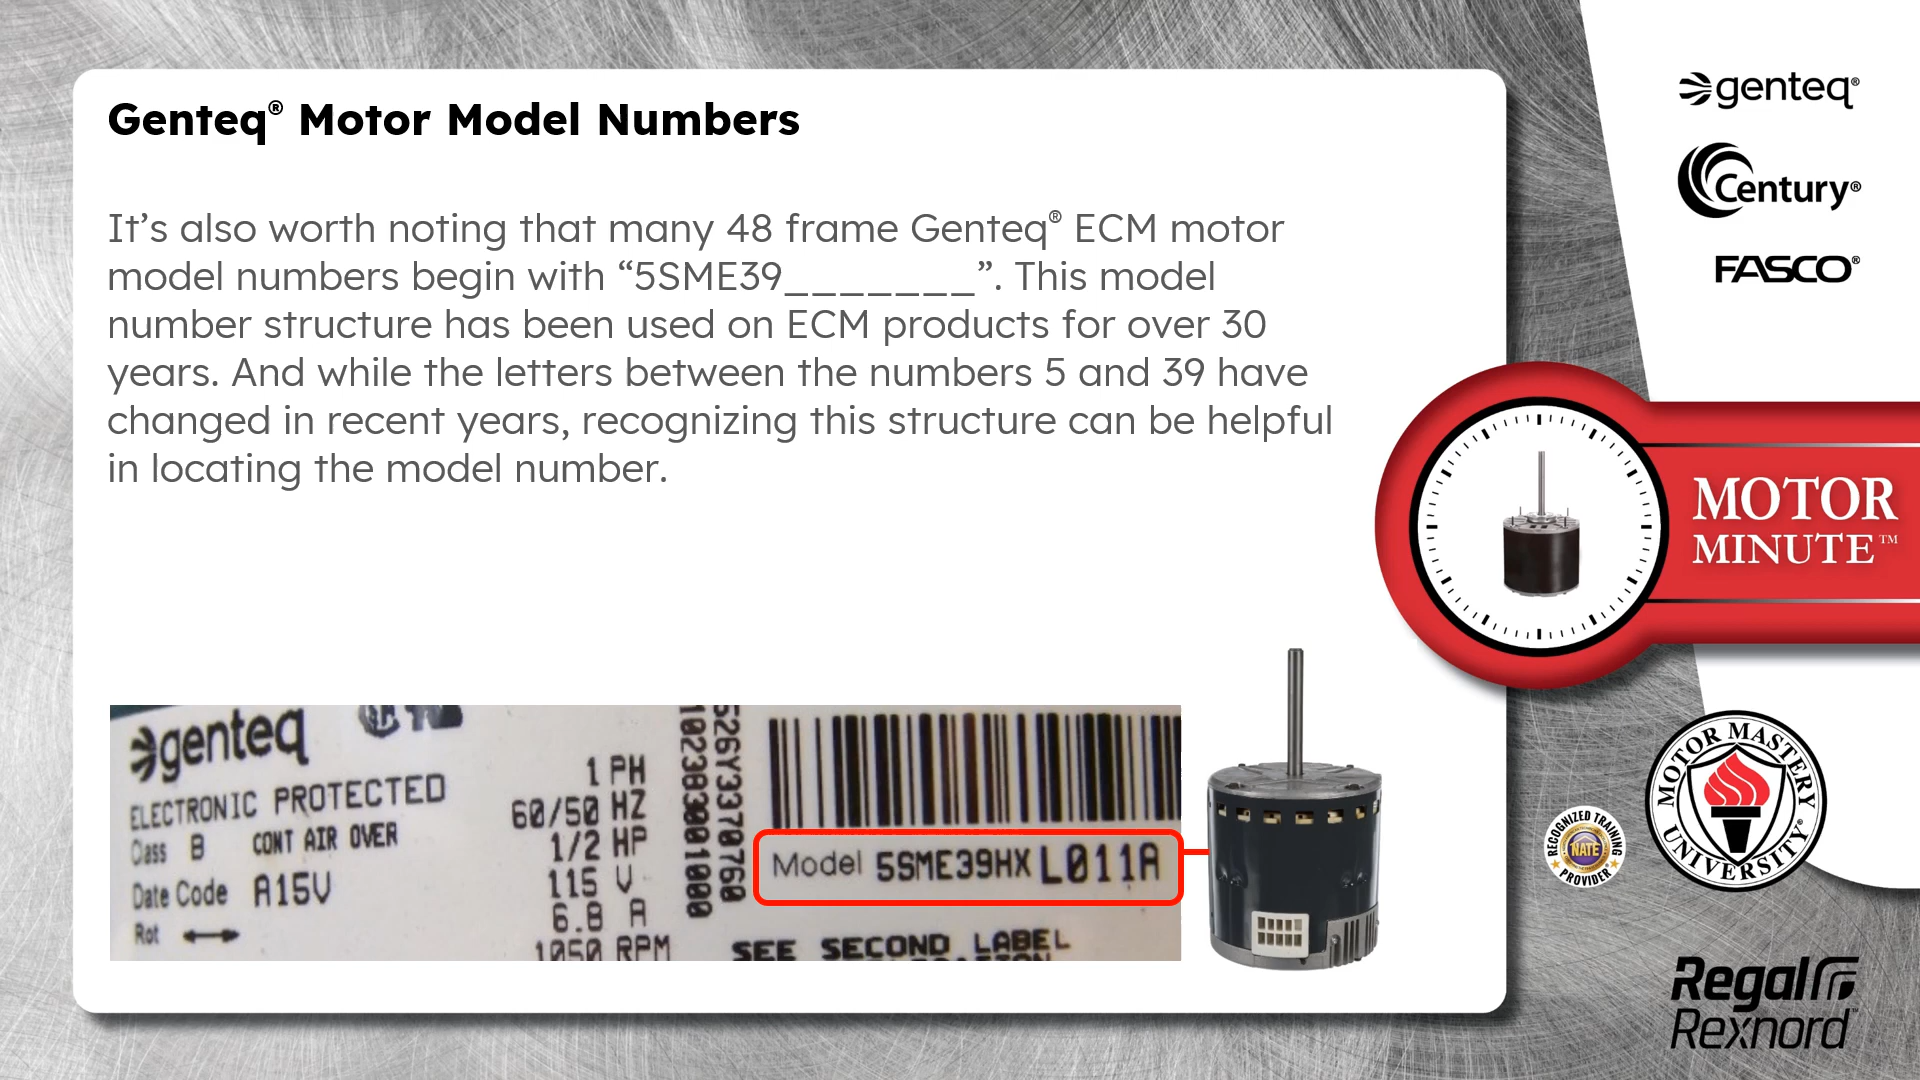 Genteq® Motor Model Numbers
It’s also worth noting that many 48 frame Genteq® ECM motor
model numbers begin with “5SME39_______”. This model
number structure has been used on ECM products for over 30
years. And while the letters between the numbers 5 and 39 have
changed in recent years, recognizing this structure can be helpful
in locating the model number.
genteq®
Century®
FASCO®
MOTOR
MINUTE™
genteq
ELECTRONIC PROTECTED
Class B CONT AIR OVER
Date Code A15V
Rot
1 PH
60/50 HZ
1/2 HP
115 V
6.8 A
1050 RPM
Model 5SME39HXL011A
SEE SECOND LABEL
RECOGNIZED TRAINING
NATE
PROVIDER
MOTOR MASTERY
UNIVERSITY®
Regal
Rexnord™